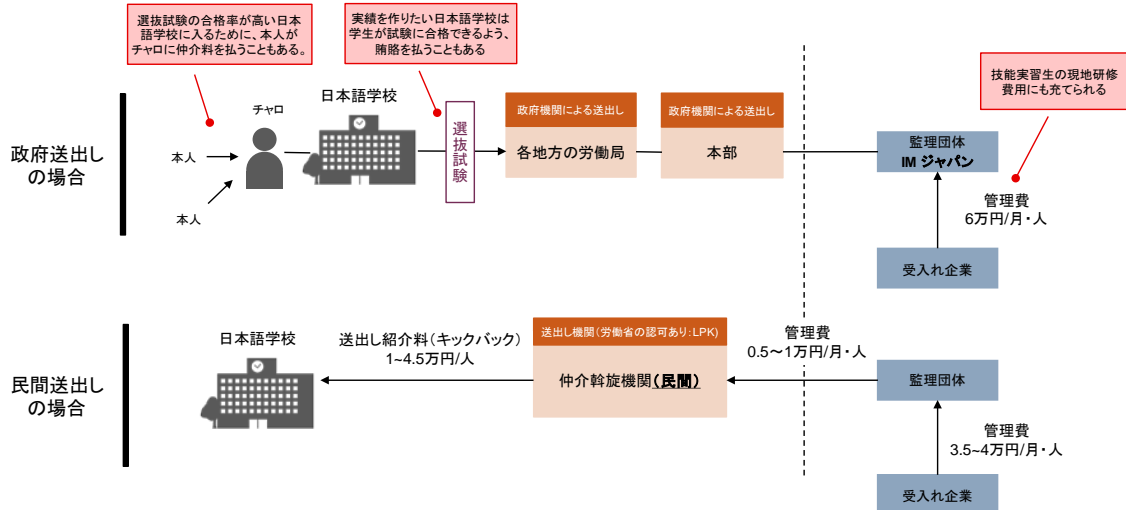 選抜試験の合格率が高い日本
語学校に入るために、本人が
チャロに仲介料を払うこともある。
実績を作りたい日本語学校は
学生が試験に合格できるよう、
賄賂を払うこともある
技能実習生の現地研修
費用にも充てられる
政府送出し
の場合
本人
本人
チャロ
日本語学校
選抜試験
政府機関による送出し
各地方の労働局
政府機関による送出し
本部
監理団体
IM ジャパン
管理費
6万円/月・人
受入れ企業
民間送出し
の場合
日本語学校
送出し紹介料(キックバック)
1~4.5万円/人
送出し機関(労働省の認可あり:LPK)
仲介斡旋機関(民間)
管理費
0.5~1万円/月・人
監理団体
管理費
3.5~4万円/月・人
受入れ企業